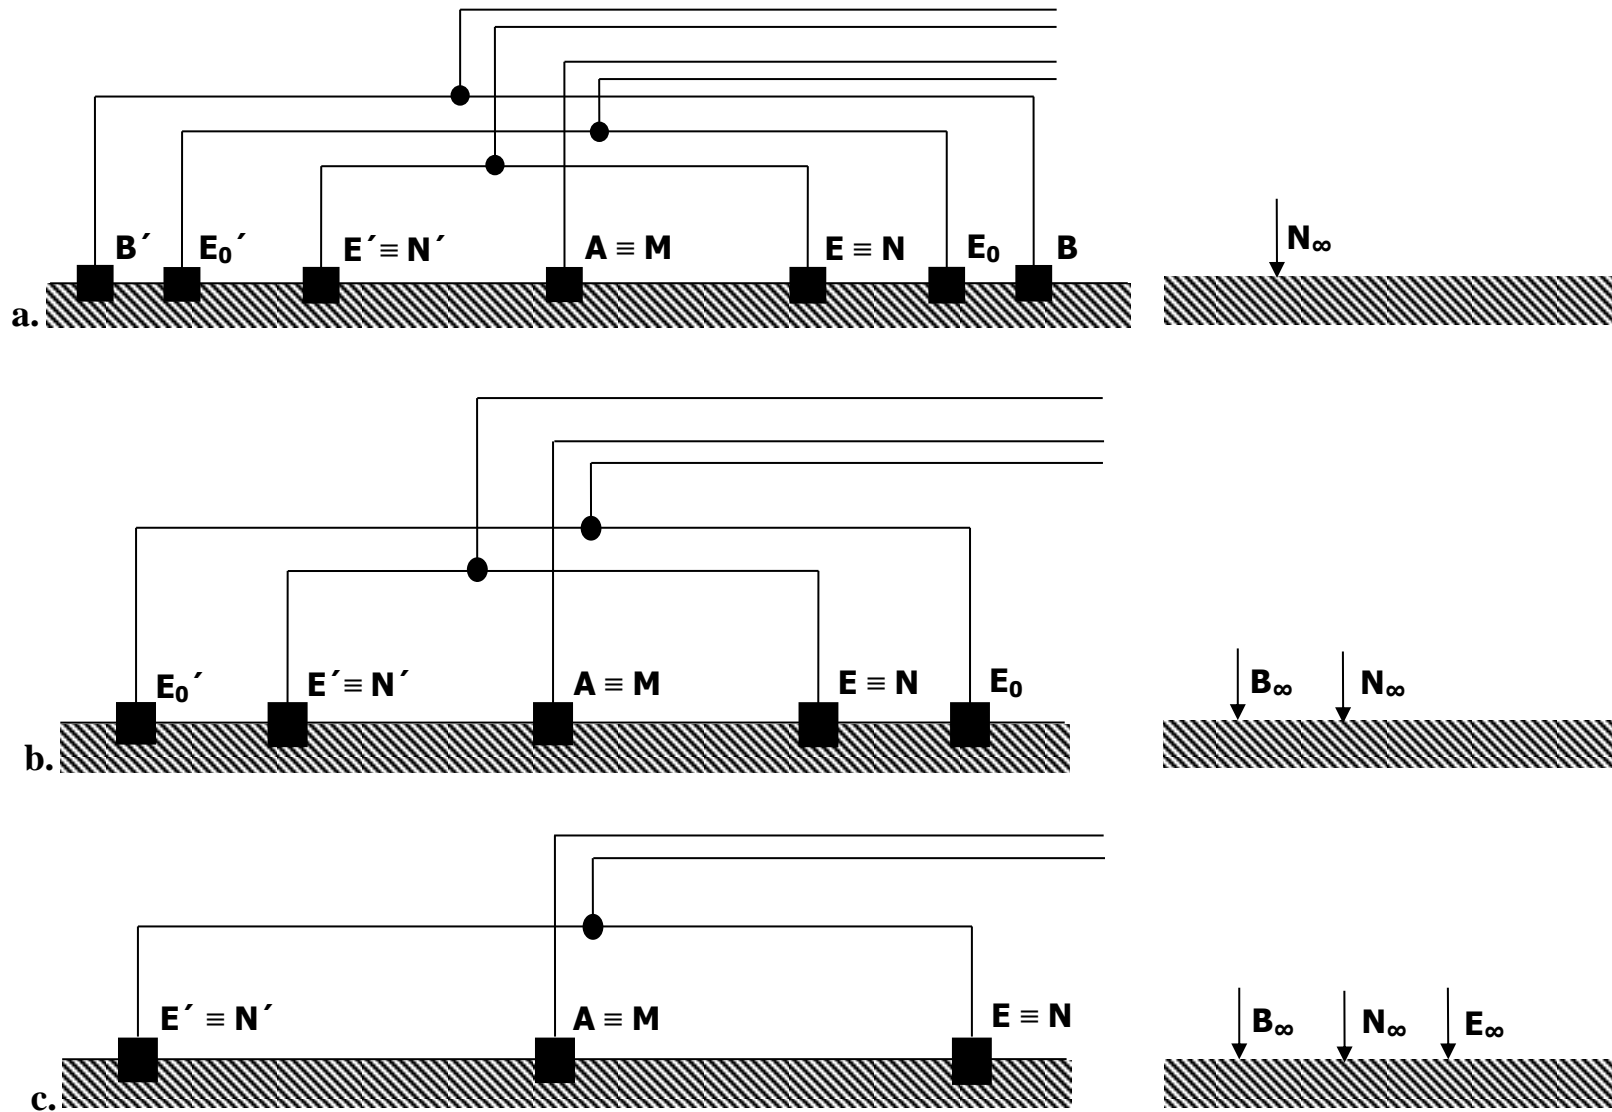 B´ E₀´ E´≡ N´ A ≡ M E ≡ N E₀ B N∞
a.
E₀´ E´≡ N´ A ≡ M E ≡ N E₀ B∞ N∞
b.
E´ ≡ N´ A ≡ M E ≡ N B∞ N∞ E∞
c.